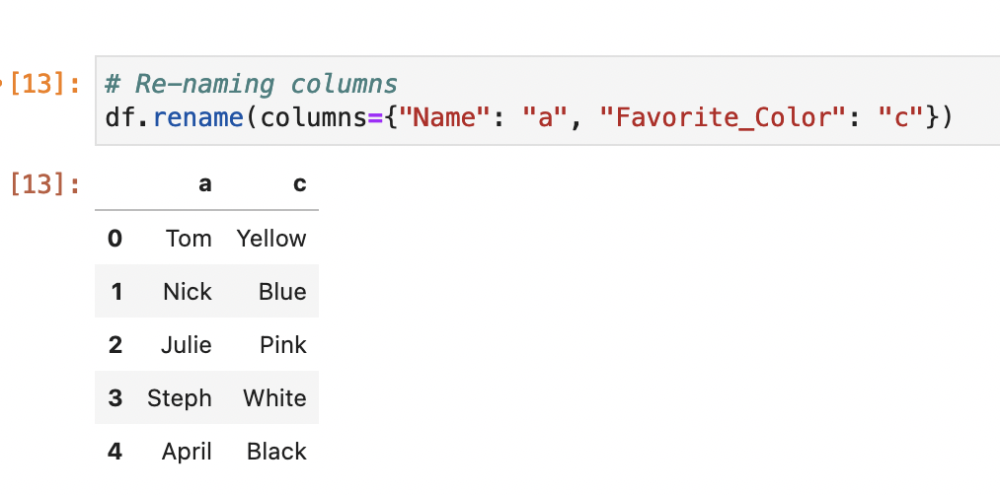 [13]: # Re-naming columns
df.rename(columns={"Name": "a", "Favorite_Color": "c"})
[13]: a c
0 Tom Yellow
1 Nick Blue
2 Julie Pink
3 Steph White
4 April Black